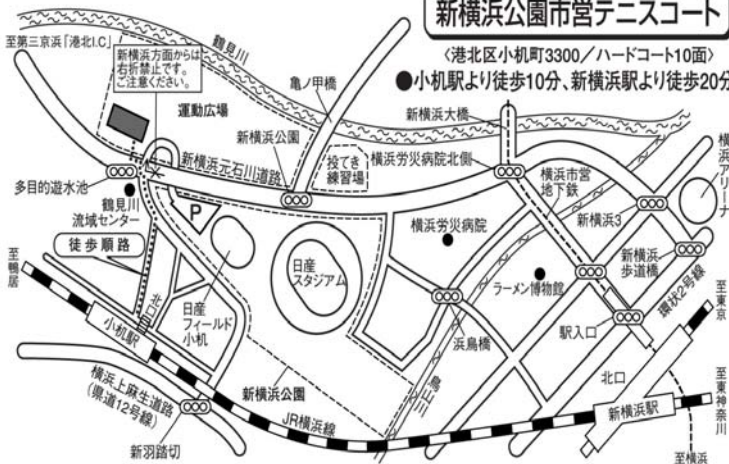 新横浜公園市営テニスコート
〈港北区小机町3300／ハードコート10面〉
●小机駅より徒歩10分、新横浜駅より徒歩20分
至第三京浜「港北I.C」
新横浜方面からは
右折禁止です。
ご注意ください。
鶴見川
亀ノ甲橋
新横浜大橋
運動広場
新横浜公園
投てき
練習場
横浜労災病院北側
横浜市営
地下鉄
横浜アリーナ
新横浜元石川道路
多目的遊水池
鶴見川
流域センター
P
徒歩順路
横浜労災病院
新横浜3
新横浜
歩道橋
至鴨居
北口
小机駅
日産
フィールド
小机
日産
スタジアム
ラーメン博物館
浜鳥橋
駅入口
環状2号線
至東京
鳥山川
北口
新横浜公園
横浜上麻生道路
(県道12号線)
JR横浜線
新横浜駅
至東神奈川
新羽踏切
至横浜